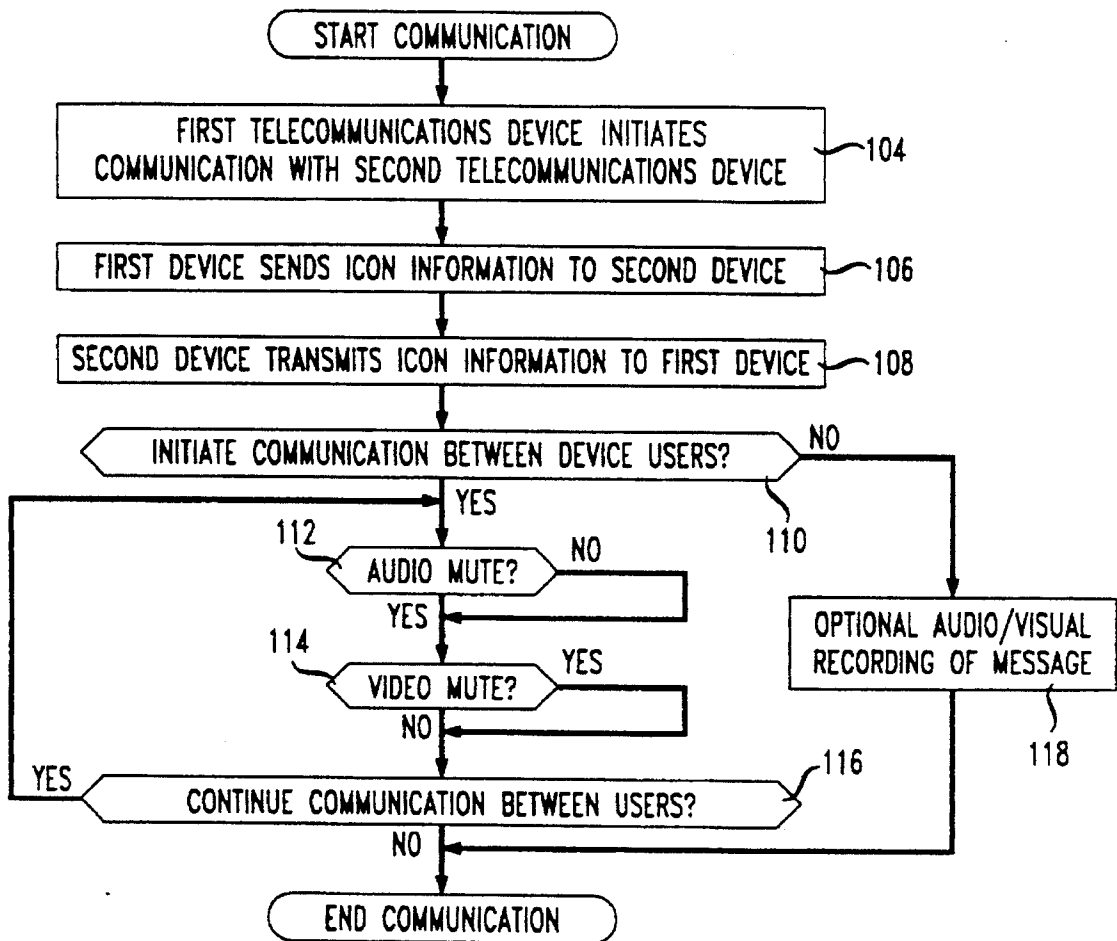 START COMMUNICATION
FIRST TELECOMMUNICATIONS DEVICE INITIATES
COMMUNICATION WITH SECOND TELECOMMUNICATIONS DEVICE
104
FIRST DEVICE SENDS ICON INFORMATION TO SECOND DEVICE
106
SECOND DEVICE TRANSMITS ICON INFORMATION TO FIRST DEVICE
108
INITIATE COMMUNICATION BETWEEN DEVICE USERS?
NO
110
YES
112
AUDIO MUTE?
NO
YES
114
VIDEO MUTE?
YES
NO
OPTIONAL AUDIO/VISUAL
RECORDING OF MESSAGE
118
YES
CONTINUE COMMUNICATION BETWEEN USERS?
116
NO
END COMMUNICATION